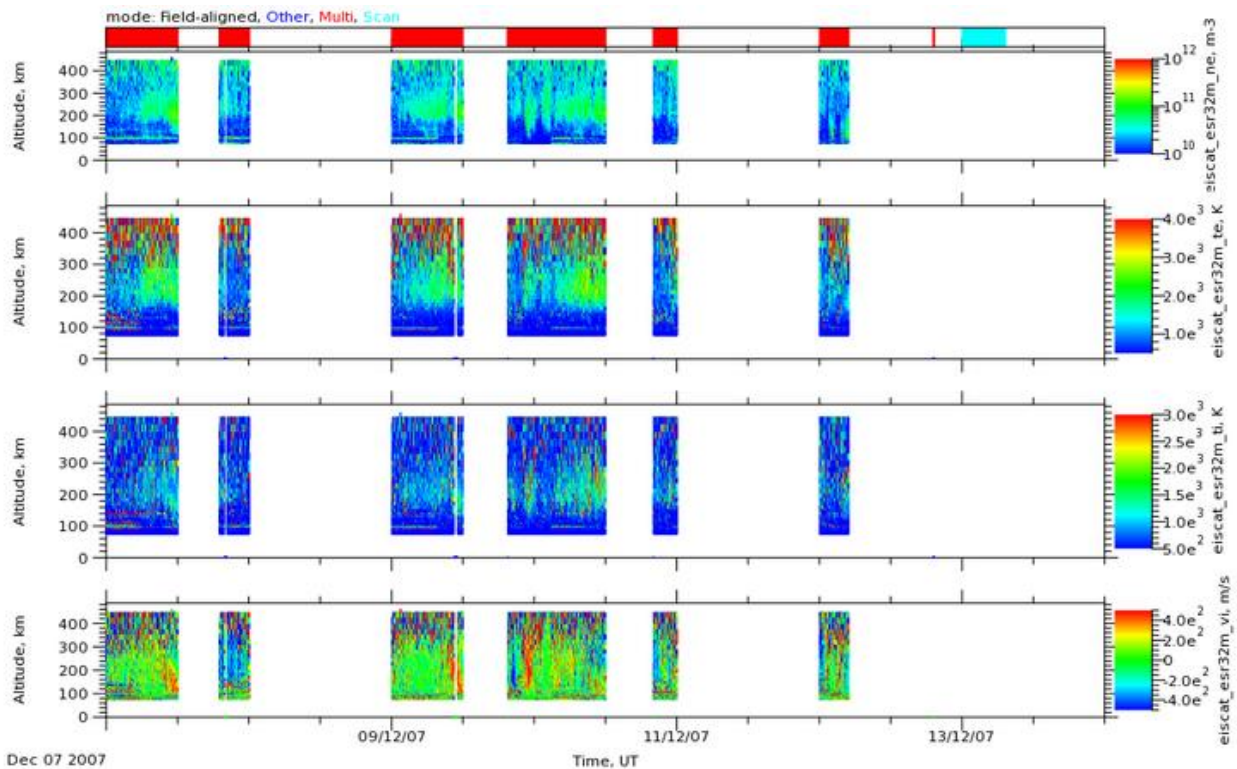 mode: Field-aligned, Other, Multi, Scan
Altitude, km
400
300
200
100
0
10^12
10^11
10^10
eiscat_esr32m_ne, m-3
Altitude, km
400
300
200
100
0
4.0e^3
3.0e^3
2.0e^3
1.0e^3
eiscat_esr32m_te, K
Altitude, km
400
300
200
100
0
3.0e^3
2.5e^3
2.0e^3
1.5e^3
1.0e^3
5.0e^2
eiscat_esr32m_ti, K
Altitude, km
400
300
200
100
0
4.0e^2
2.0e^2
0
-2.0e^2
-4.0e^2
eiscat_esr32m_vi, m/s
09/12/07
11/12/07
13/12/07
Dec 07 2007
Time, UT